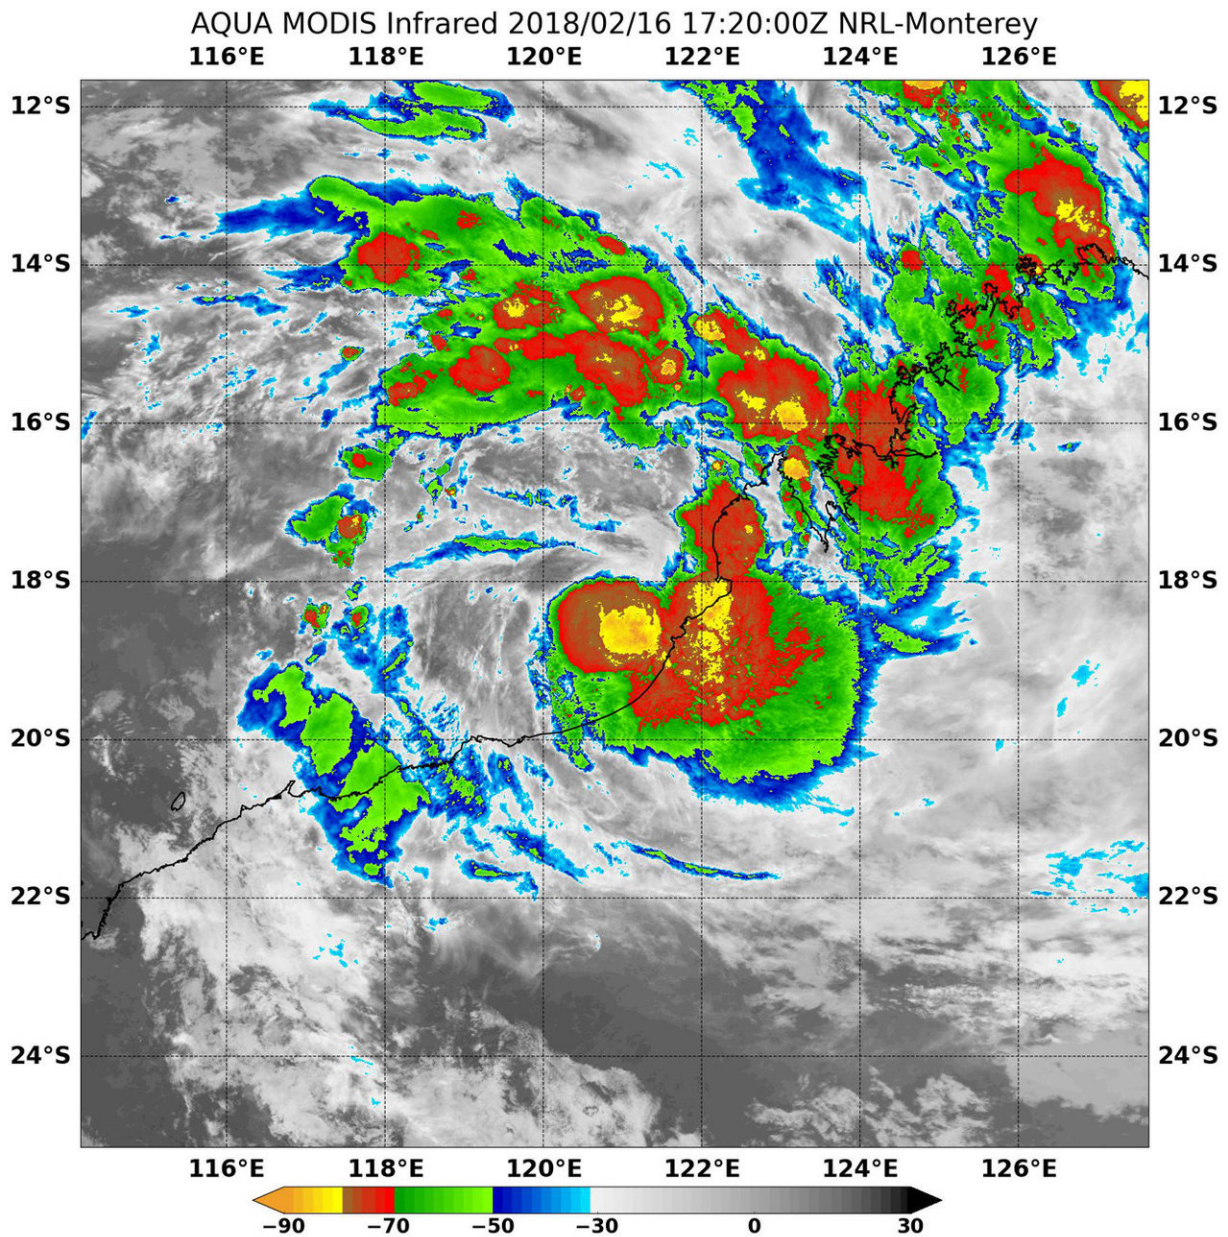 AQUA MODIS Infrared 2018/02/16 17:20:00Z NRL-Monterey
116°E 118°E 120°E 122°E 124°E 126°E
12°S 12°S
14°S 14°S
16°S 16°S
18°S 18°S
20°S 20°S
22°S 22°S
24°S 24°S
116°E 118°E 120°E 122°E 124°E 126°E
−90 −70 −50 −30 0 30